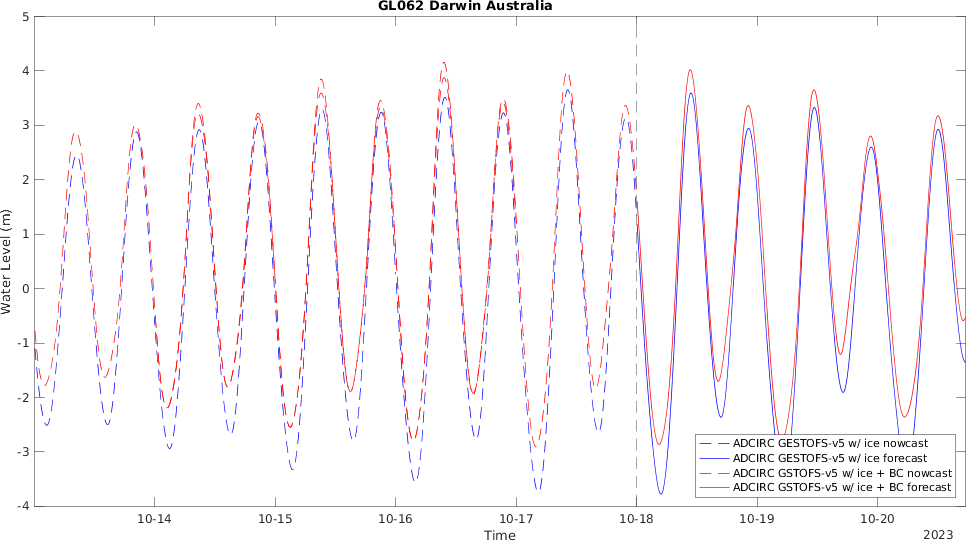 GL062 Darwin Australia
5
4
3
2
1
0
-1
-2
-3
-4
Water Level (m)
10-14 10-15 10-16 10-17 10-18 10-19 10-20
Time
2023
ADCIRC GESTOFS-v5 w/ ice nowcast
ADCIRC GESTOFS-v5 w/ ice forecast
ADCIRC GSTOFS-v5 w/ ice + BC nowcast
ADCIRC GSTOFS-v5 w/ ice + BC forecast